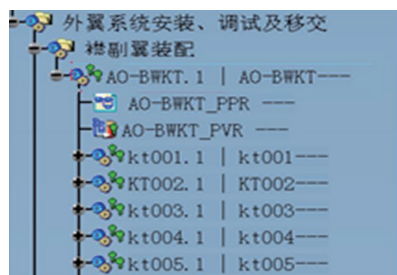 外翼系统安装、调试及移交
襟副翼装配
AO-BWKT.1 | AO-BWKT---
AO-BWKT_PPR ---
AO-BWKT_PVR ---
kt001.1 | kt001---
KT002.1 | KT002---
kt003.1 | kt003---
kt004.1 | kt004---
kt005.1 | kt005---